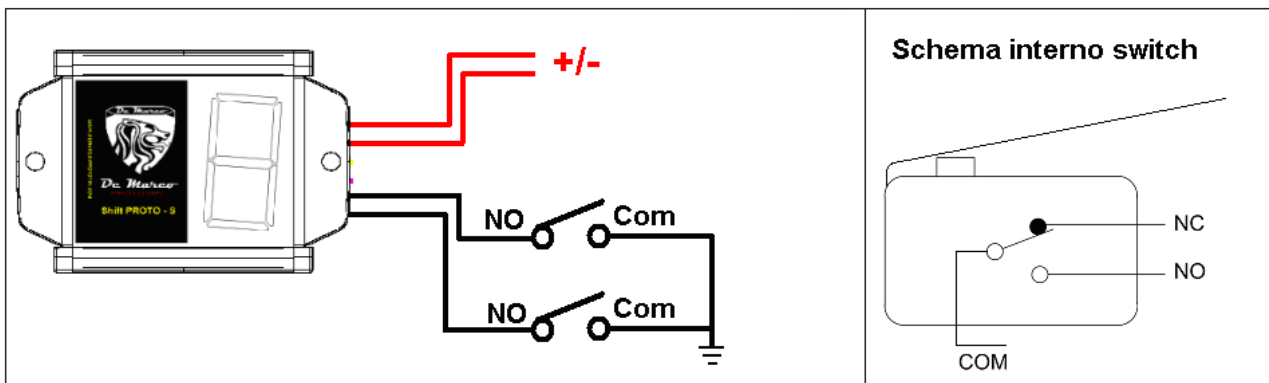 +/-
De Marco
De Marco
Shift PROTO - S
NO
Com
NO
Com
Schema interno switch
NC
NO
COM